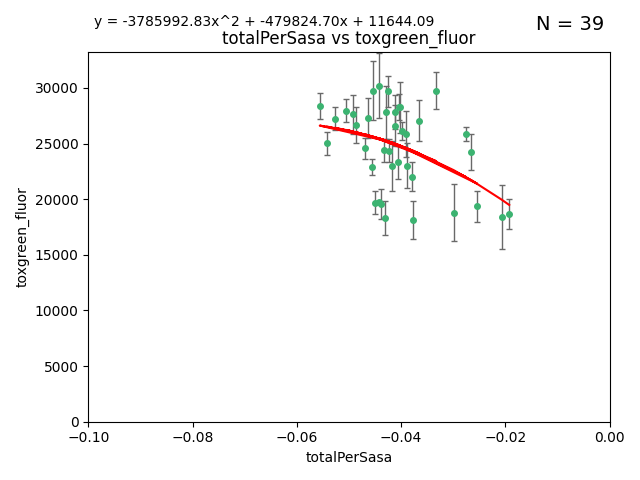 y = -3785992.83x^2 + -479824.70x + 11644.09
N = 39
totalPerSasa vs toxgreen_fluor
30000
25000
20000
15000
10000
5000
0
toxgreen_fluor
−0.10 −0.08 −0.06 −0.04 −0.02 0.00
totalPerSasa